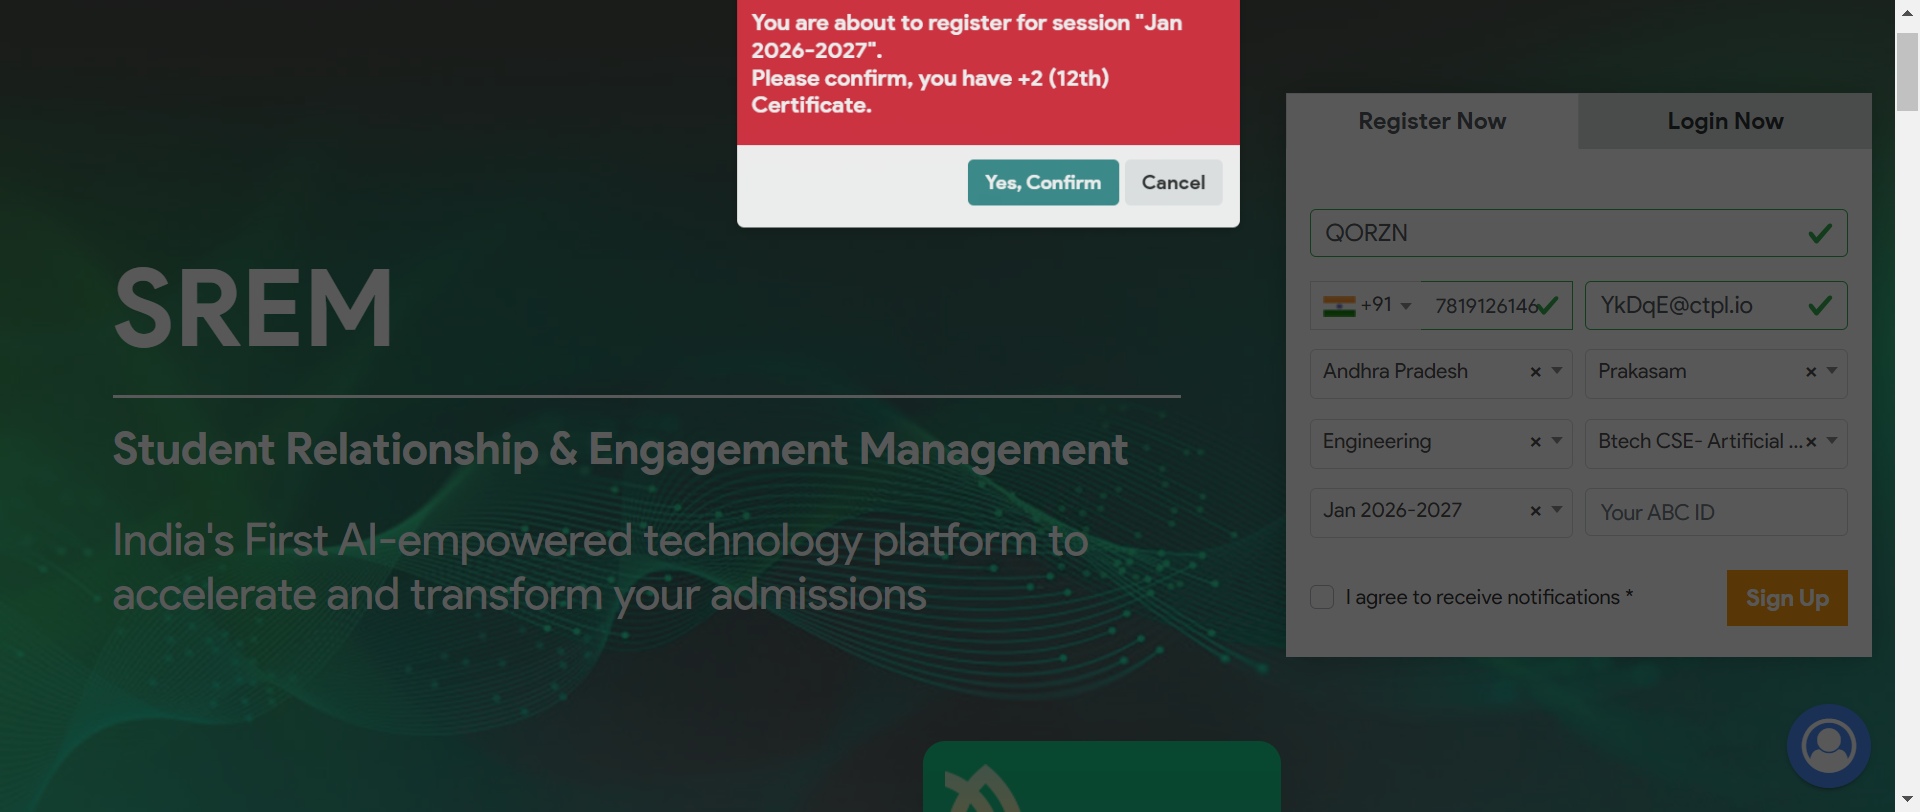 You are about to register for session "Jan
2026-2027".
Please confirm, you have +2 (12th)
Certificate.
Yes, Confirm
Cancel
Register Now
Login Now
QORZN
+91
7819126146
YkDqE@ctpl.io
Andhra Pradesh
Prakasam
Engineering
Btech CSE- Artificial ...
Jan 2026-2027
Your ABC ID
I agree to receive notifications *
Sign Up
SREM
Student Relationship & Engagement Management
India's First AI-empowered technology platform to
accelerate and transform your admissions